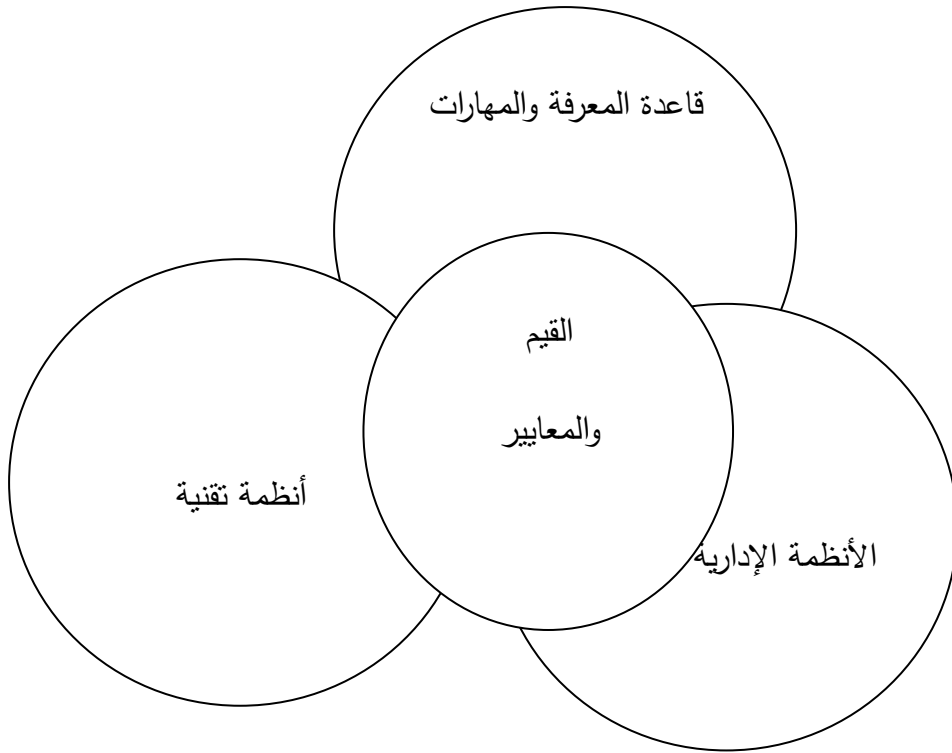 قاعدة المعرفة والمهارات
القيم
والمعايير
أنظمة تقنية
الأنظمة الإدارية